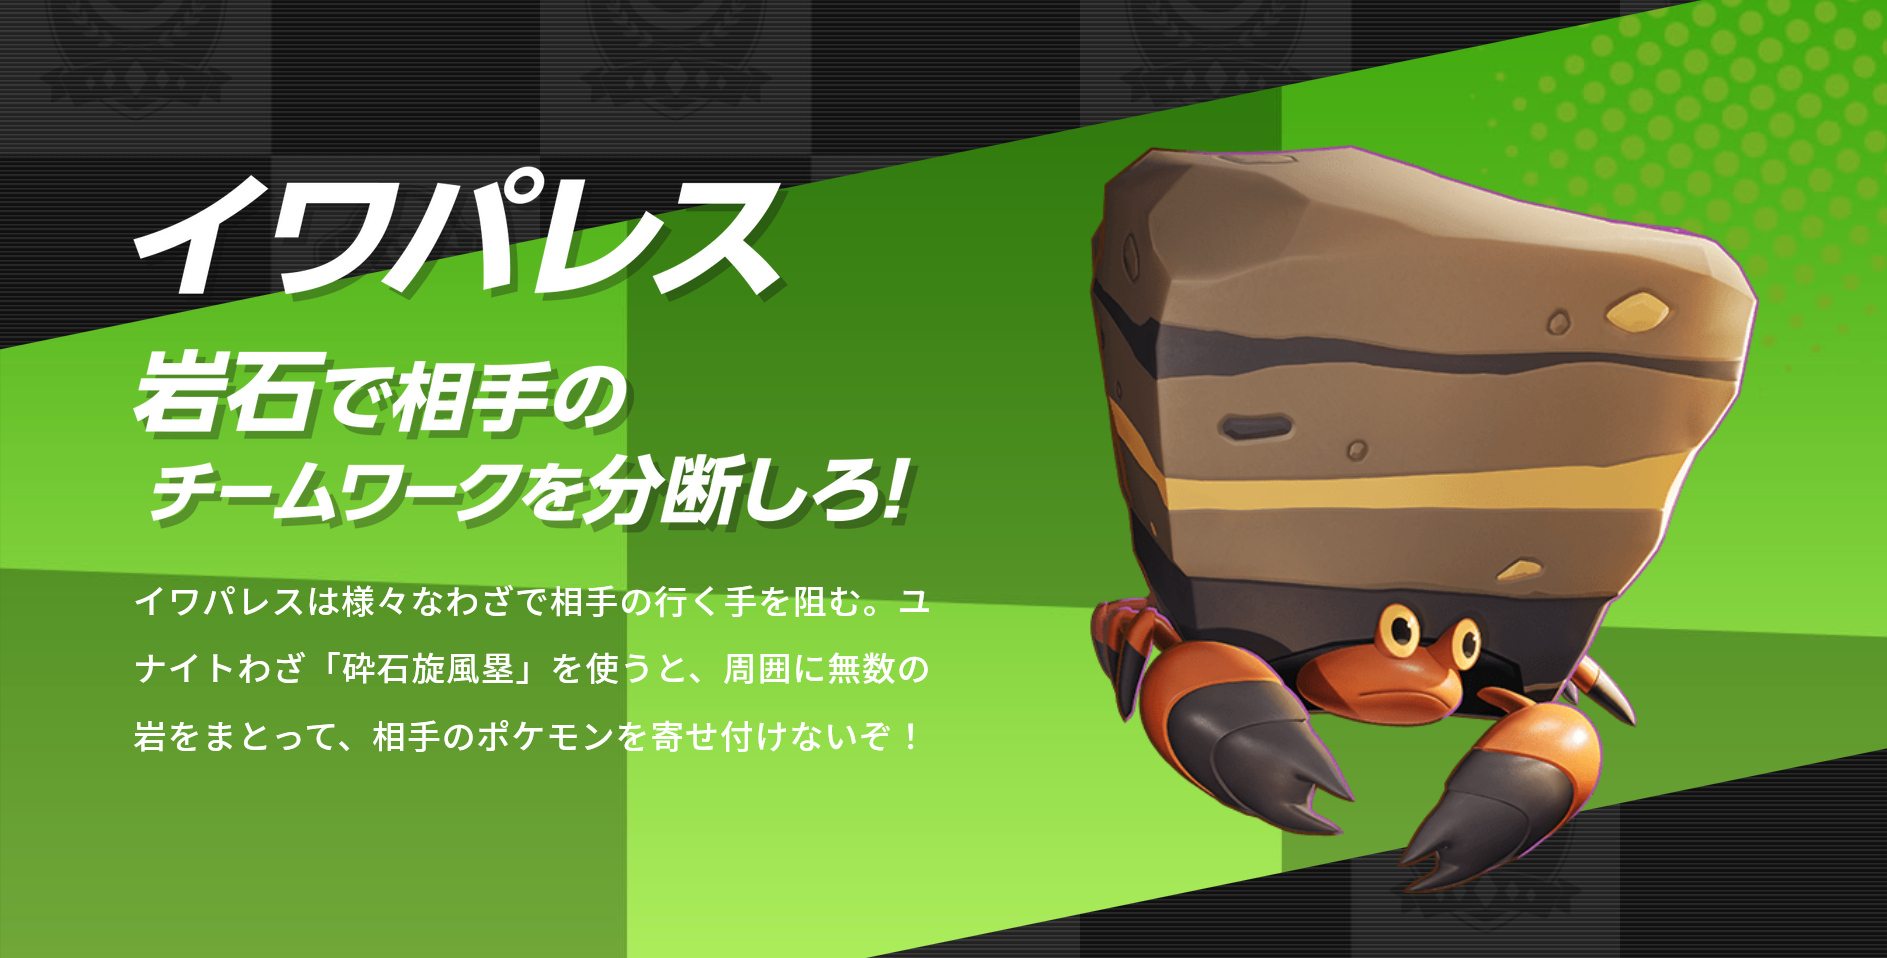 イワパレス
岩石で相手の
チームワークを分断しろ!
イワパレスは様々なわざで相手の行く手を阻む。ユ
ナイトわざ「砕石旋風塁」を使うと、周囲に無数の
岩をまとって、相手のポケモンを寄せ付けないぞ！